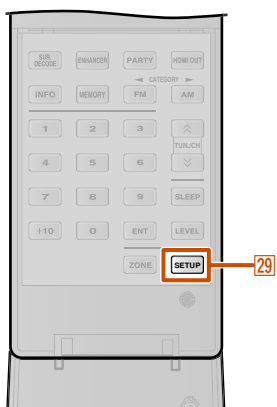 SUR. DECODE ENHANCER PARTY HDMI OUT
◄ CATEGORY ►
INFO MEMORY FM AM
1 2 3
TUN./CH
4 5 6
7 8 9 SLEEP
+10 0 ENT LEVEL
ZONE SETUP 29